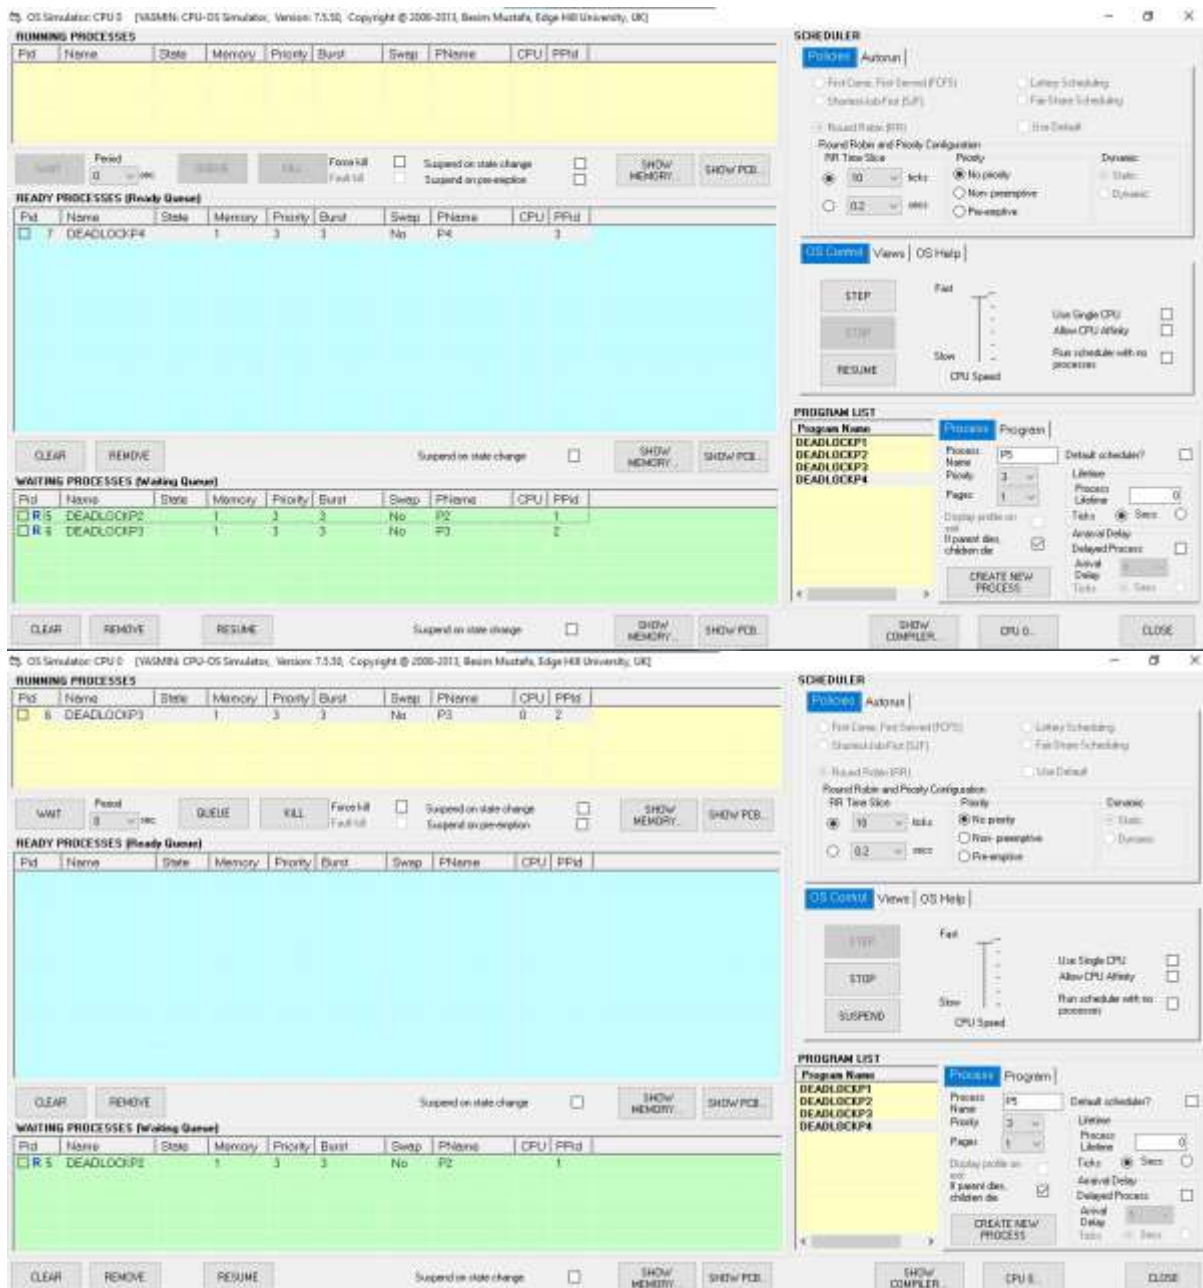 OS Simulator: CPU 0 [YASMIN: CPU-OS Simulator, Version: 7.5.50, Copyright @ 2006-2013, Besim Mustafa, Edge Hill University, UK]
RUNNING PROCESSES
Pid Name State Memory Priority Burst Swap PName CPU PPId
WAIT Period 0 sec QUEUE KILL Force kill Suspend on state change SHOW MEMORY... SHOW PCB...
Fault kill Suspend on pre-emption
READY PROCESSES (Ready Queue)
Pid Name State Memory Priority Burst Swap PName CPU PPId
7 DEADLOCKP4 1 3 3 No P4 3
CLEAR REMOVE Suspend on state change SHOW MEMORY... SHOW PCB...
WAITING PROCESSES (Waiting Queue)
Pid Name State Memory Priority Burst Swap PName CPU PPId
R 5 DEADLOCKP2 1 3 3 No P2 1
R 6 DEADLOCKP3 1 3 3 No P3 2
CLEAR REMOVE RESUME Suspend on state change SHOW MEMORY... SHOW PCB...
SCHEDULER
Policies Autorun
First Come, First Served (FCFS) Lottery Scheduling
Shortest Job First (SJF) Fair-Share Scheduling
Round Robin (RR) Use Default
Round Robin and Priority Configuration
RR Time Slice Priority Dynamic
10 ticks No priority Static
Non-preemptive Dynamic
0.2 secs Pre-emptive
OS Control Views OS Help
STEP Fast
Use Single CPU
STOP Allow CPU Affinity
Slow Run scheduler with no processes
RESUME CPU Speed
PROGRAM LIST
Program Name
DEADLOCKP1
DEADLOCKP2
DEADLOCKP3
DEADLOCKP4
Process Program
Process Name P5 Default scheduler?
Priority 3 Lifetime
Pages 1 Process Lifetime 0
Display profile on exit Ticks Secs
If parent dies, children die Arrival Delay
Delayed Process
CREATE NEW PROCESS Arrival Delay
Ticks Secs
SHOW COMPILER... CPU 0... CLOSE
OS Simulator: CPU 0 [YASMIN: CPU-OS Simulator, Version: 7.5.50, Copyright @ 2006-2013, Besim Mustafa, Edge Hill University, UK]
RUNNING PROCESSES
Pid Name State Memory Priority Burst Swap PName CPU PPId
6 DEADLOCKP3 1 3 3 No P3 0 2
WAIT Period 0 sec QUEUE KILL Force kill Suspend on state change SHOW MEMORY... SHOW PCB...
Fault kill Suspend on pre-emption
READY PROCESSES (Ready Queue)
Pid Name State Memory Priority Burst Swap PName CPU PPId
CLEAR REMOVE Suspend on state change SHOW MEMORY... SHOW PCB...
WAITING PROCESSES (Waiting Queue)
Pid Name State Memory Priority Burst Swap PName CPU PPId
R 5 DEADLOCKP2 1 3 3 No P2 1
CLEAR REMOVE RESUME Suspend on state change SHOW MEMORY... SHOW PCB...
SCHEDULER
Policies Autorun
First Come, First Served (FCFS) Lottery Scheduling
Shortest Job First (SJF) Fair-Share Scheduling
Round Robin (RR) Use Default
Round Robin and Priority Configuration
RR Time Slice Priority Dynamic
10 ticks No priority Static
Non-preemptive Dynamic
0.2 secs Pre-emptive
OS Control Views OS Help
STEP Fast
Use Single CPU
STOP Allow CPU Affinity
Slow Run scheduler with no processes
SUSPEND CPU Speed
PROGRAM LIST
Program Name
DEADLOCKP1
DEADLOCKP2
DEADLOCKP3
DEADLOCKP4
Process Program
Process Name P5 Default scheduler?
Priority 3 Lifetime
Pages 1 Process Lifetime 0
Display profile on exit Ticks Secs
If parent dies, children die Arrival Delay
Delayed Process
CREATE NEW PROCESS Arrival Delay
Ticks Secs
SHOW COMPILER... CPU 0... CLOSE